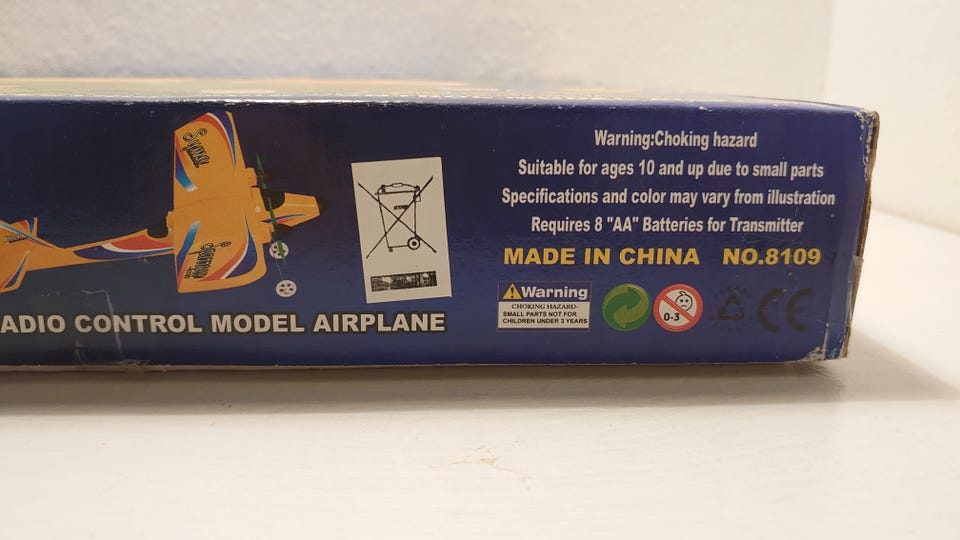 Warning:Choking hazard
Suitable for ages 10 and up due to small parts
Specifications and color may vary from illustration
Requires 8 "AA" Batteries for Transmitter
MADE IN CHINA NO.8109
Warning
CHOKING HAZARD-
SMALL PARTS NOT FOR
CHILDREN UNDER 3 YEARS
0-3
CE
ADIO CONTROL MODEL AIRPLANE